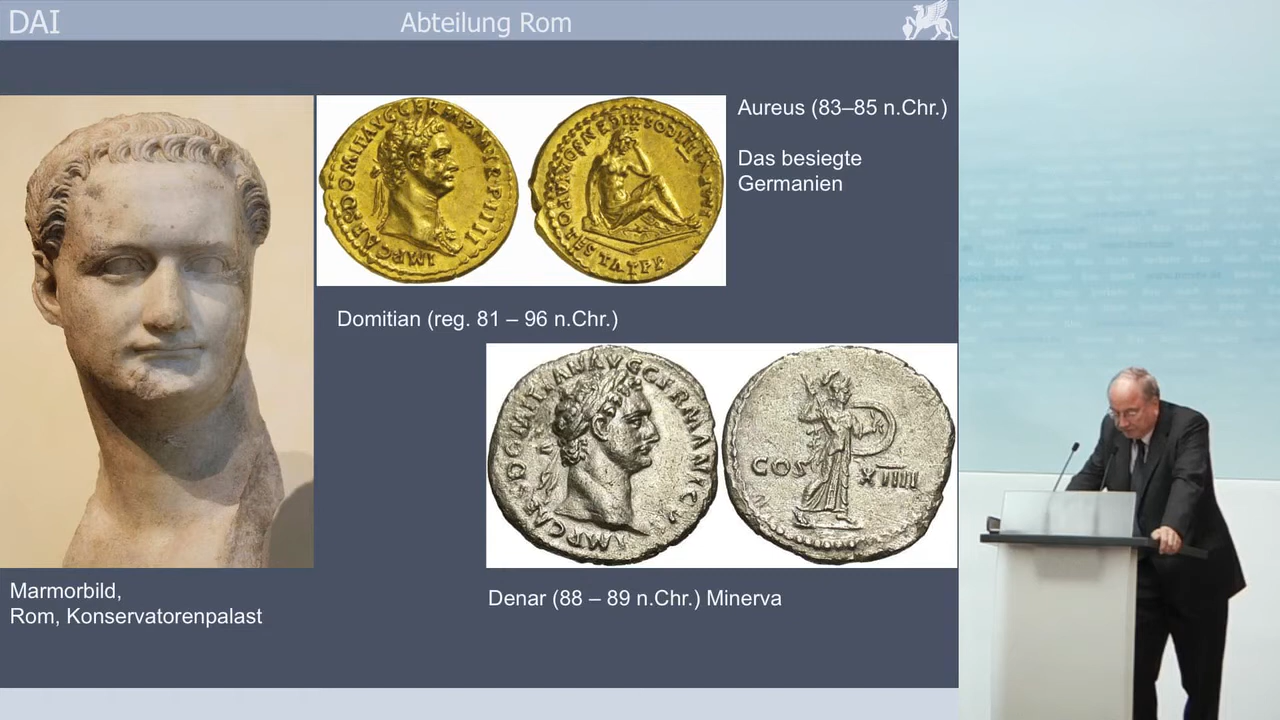 DAI
Abteilung Rom
Aureus (83–85 n.Chr.)
Das besiegte
Germanien
Domitian (reg. 81 – 96 n.Chr.)
COS XIIII
Marmorbild,
Rom, Konservatorenpalast
Denar (88 – 89 n.Chr.) Minerva